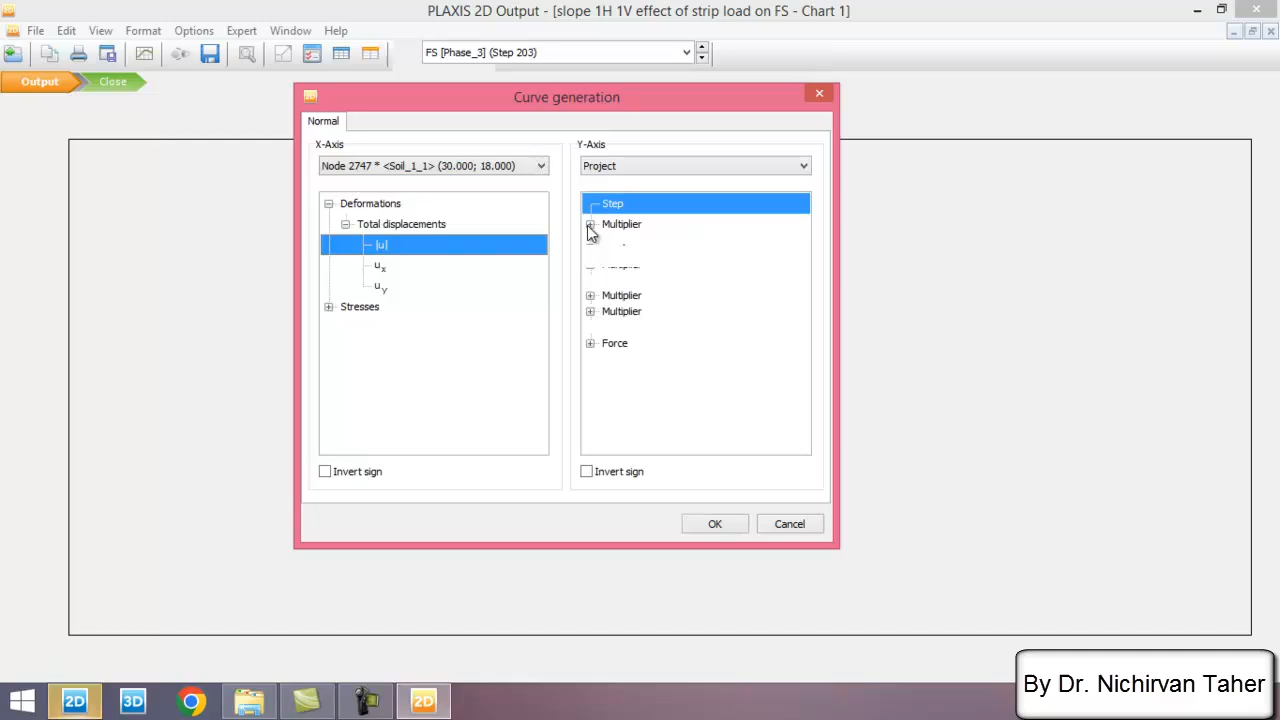 PLAXIS 2D Output - [slope 1H 1V effect of strip load on FS - Chart 1]
File Edit View Format Options Expert Window Help
FS [Phase_3] (Step 203)
Output Close
Curve generation
Normal
X-Axis
Node 2747 * <Soil_1_1> (30.000; 18.000)
Deformations
Total displacements
|u|
ux
uy
Stresses
Invert sign
Y-Axis
Project
Step
Multiplier
Multiplier
Multiplier
Force
Invert sign
OK Cancel
2D 3D 2D
By Dr. Nichirvan Taher